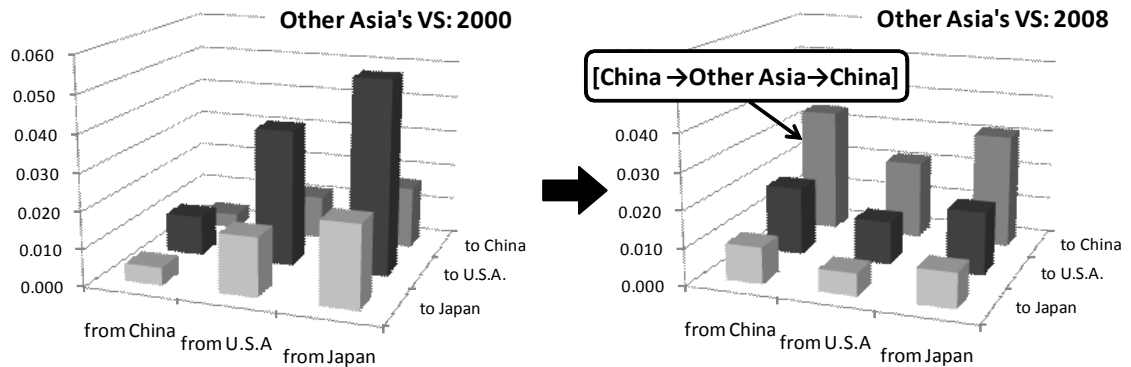 Other Asia's VS: 2000
0.060
0.050
0.040
0.030
0.020
0.010
0.000
to China
to U.S.A.
to Japan
from China
from U.S.A
from Japan
Other Asia's VS: 2008
[China →Other Asia→China]
0.040
0.030
0.020
0.010
0.000
to China
to U.S.A.
to Japan
from China
from U.S.A
from Japan